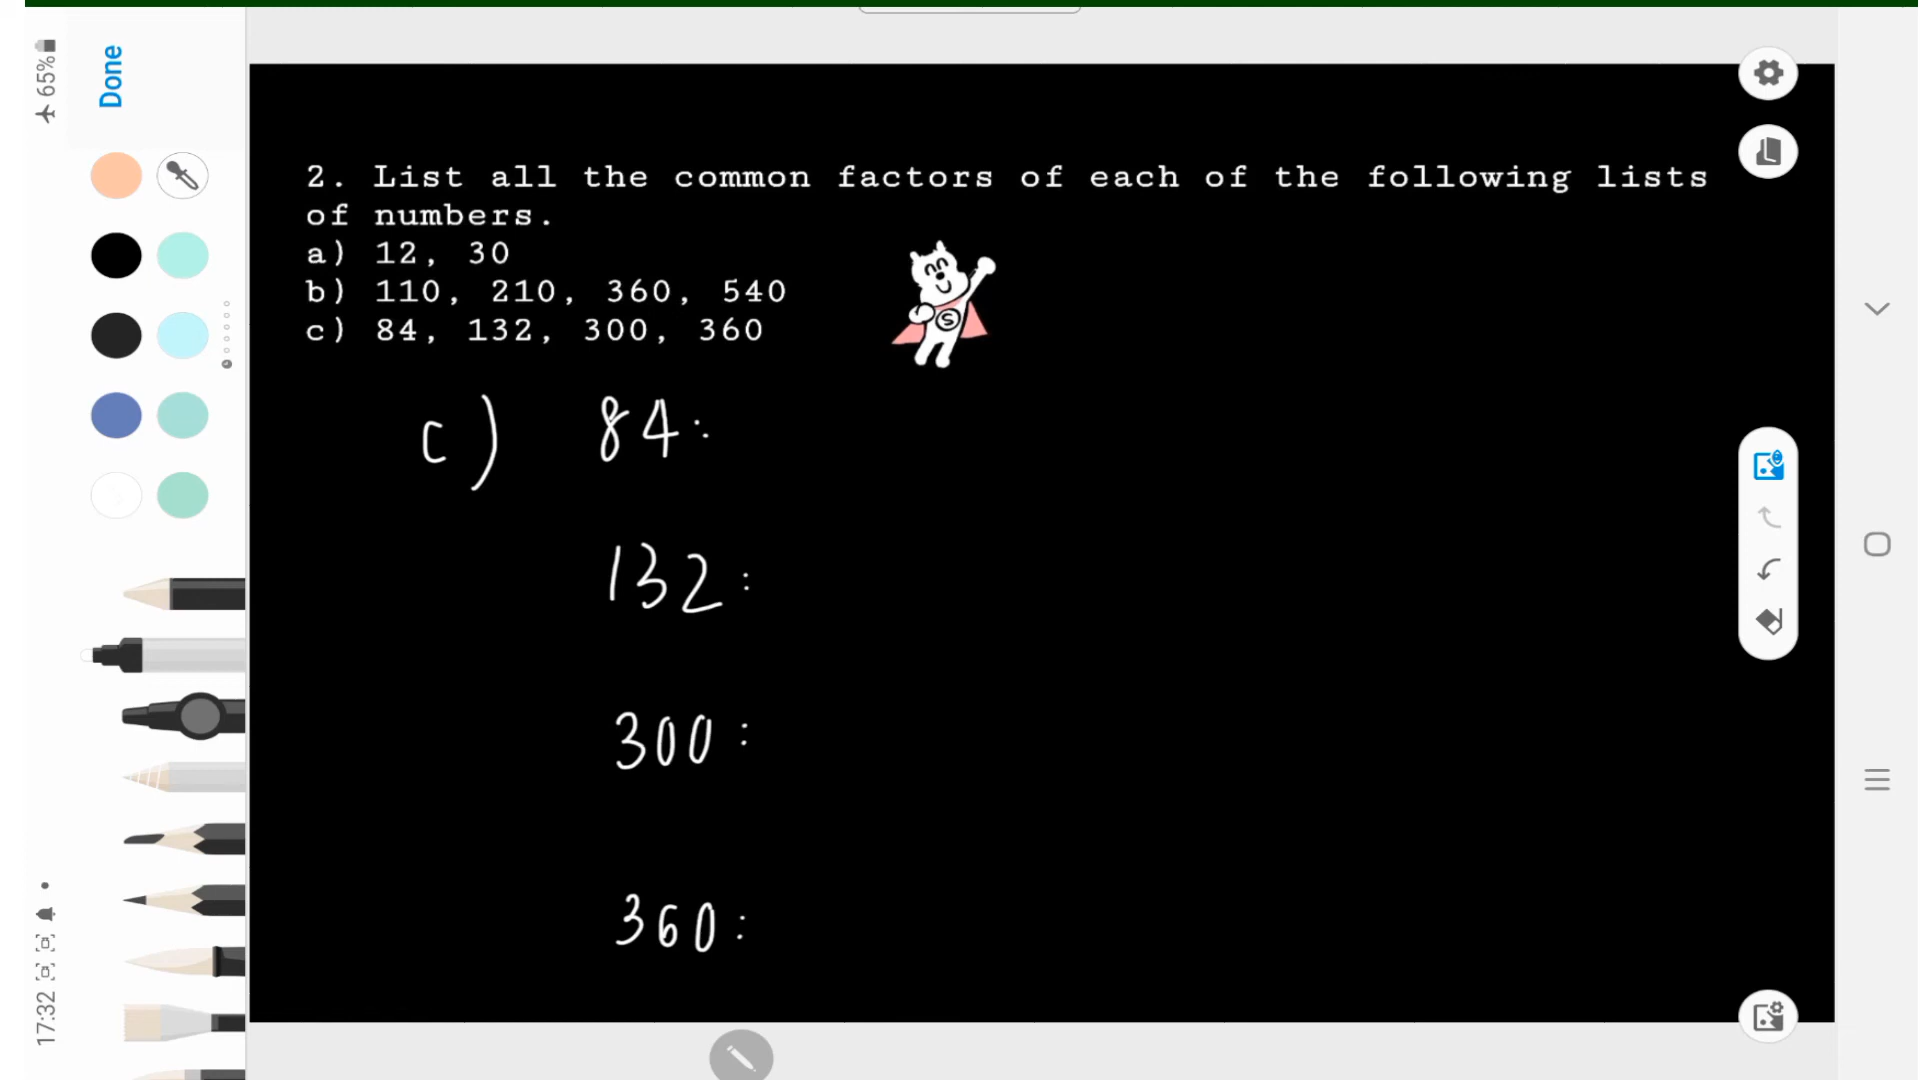 65%
Done
2. List all the common factors of each of the following lists
of numbers.
a) 12, 30
b) 110, 210, 360, 540
c) 84, 132, 300, 360
S
c) 84:
132:
300:
360:
17:32